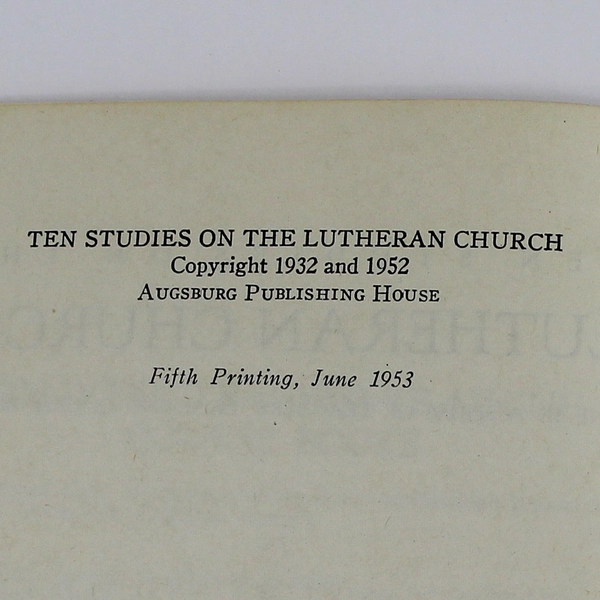 TEN STUDIES ON THE LUTHERAN CHURCH
Copyright 1932 and 1952
AUGSBURG PUBLISHING HOUSE
Fifth Printing, June 1953